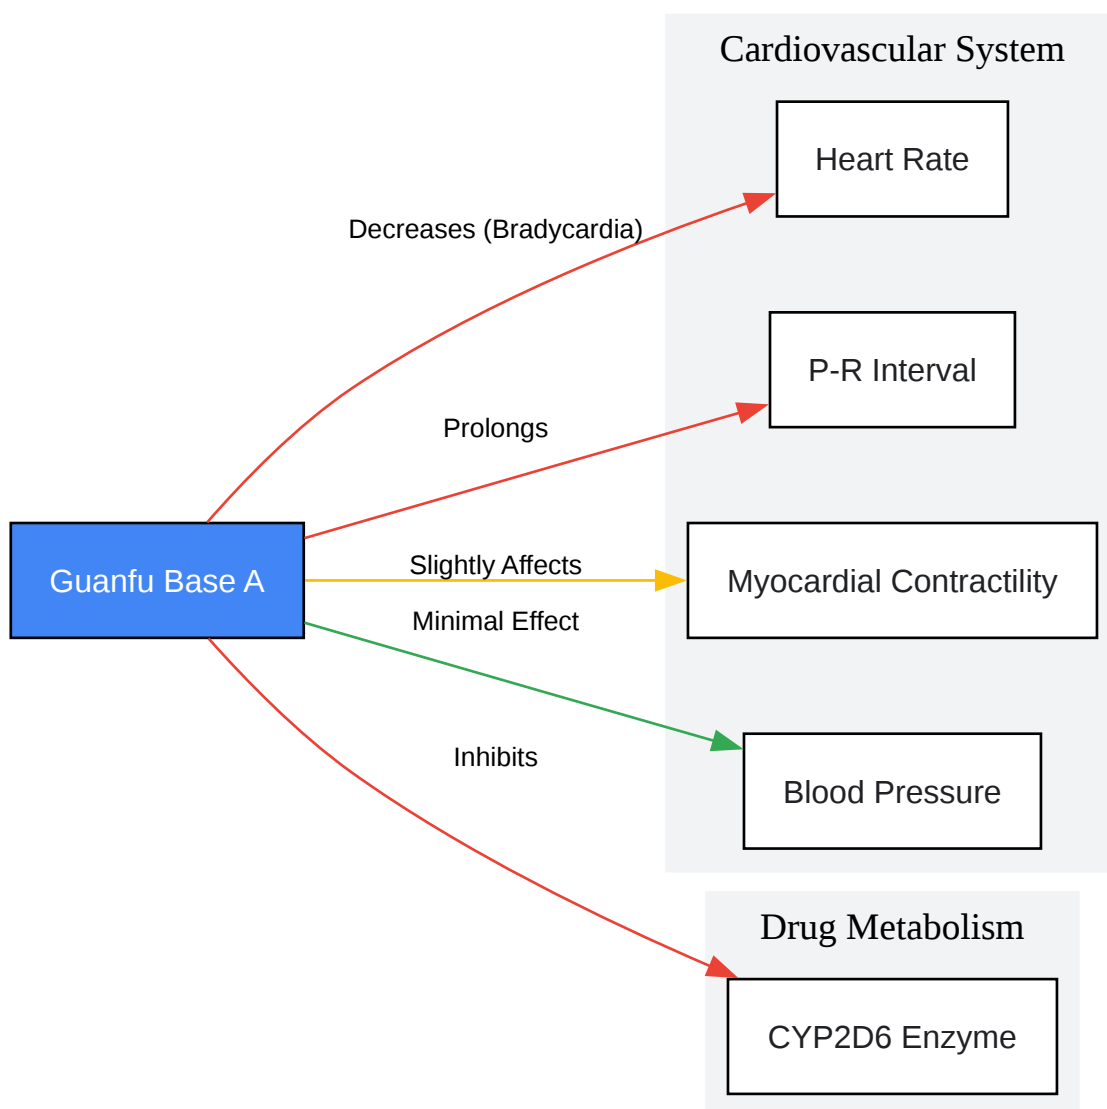 Cardiovascular System
Heart Rate
Decreases (Bradycardia)
P-R Interval
Prolongs
Guanfu Base A
Slightly Affects
Myocardial Contractility
Minimal Effect
Blood Pressure
Inhibits
Drug Metabolism
CYP2D6 Enzyme